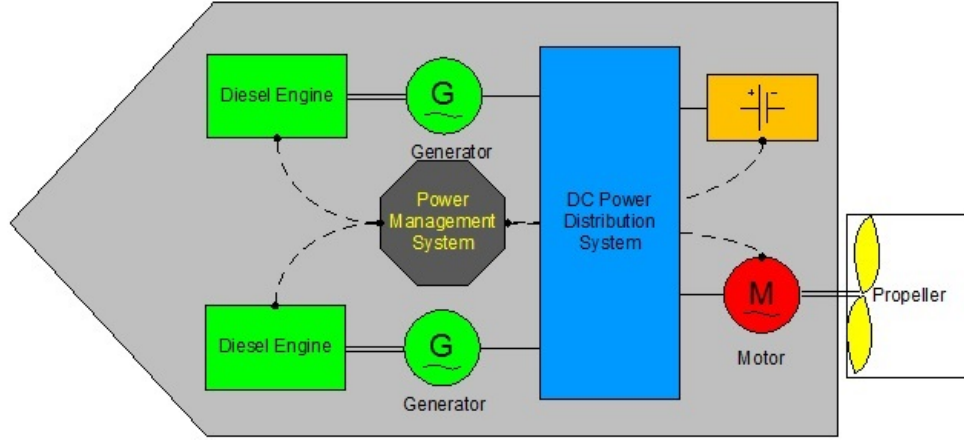 Diesel Engine
G
Generator
+ -
Power
Management
System
DC Power
Distribution
System
Diesel Engine
G
Generator
M
Motor
Propeller